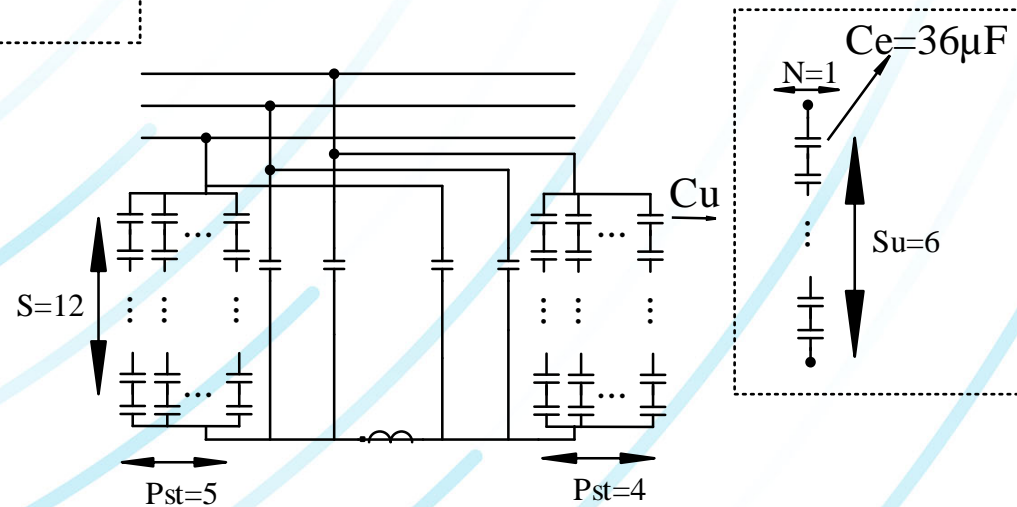 Ce=36μF
N=1
Cu
Su=6
S=12
Pst=5
Pst=4